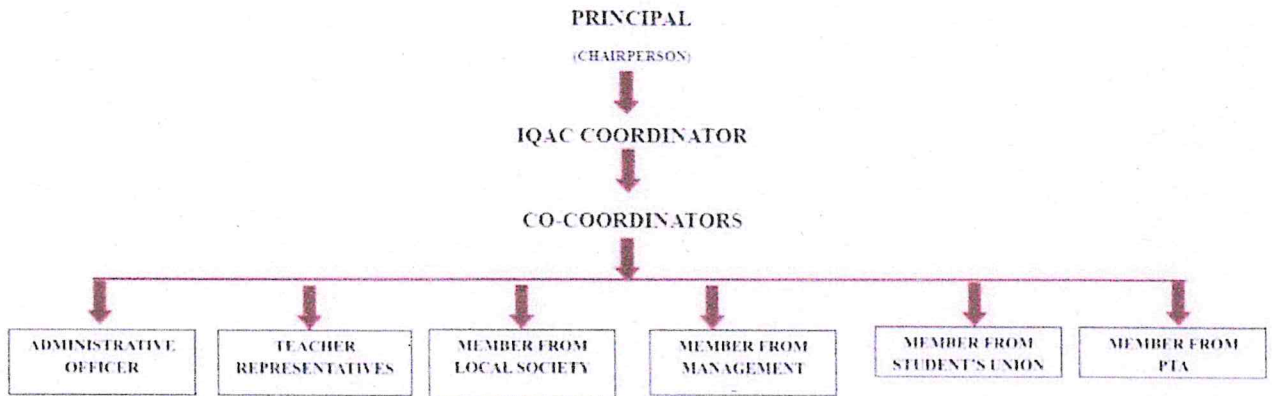 PRINCIPAL
(CHAIRPERSON)
IQAC COORDINATOR
CO-COORDINATORS
ADMINISTRATIVE
OFFICER
TEACHER
REPRESENTATIVES
MEMBER FROM
LOCAL SOCIETY
MEMBER FROM
MANAGEMENT
MEMBER FROM
STUDENT'S UNION
MEMBER FROM
PTA